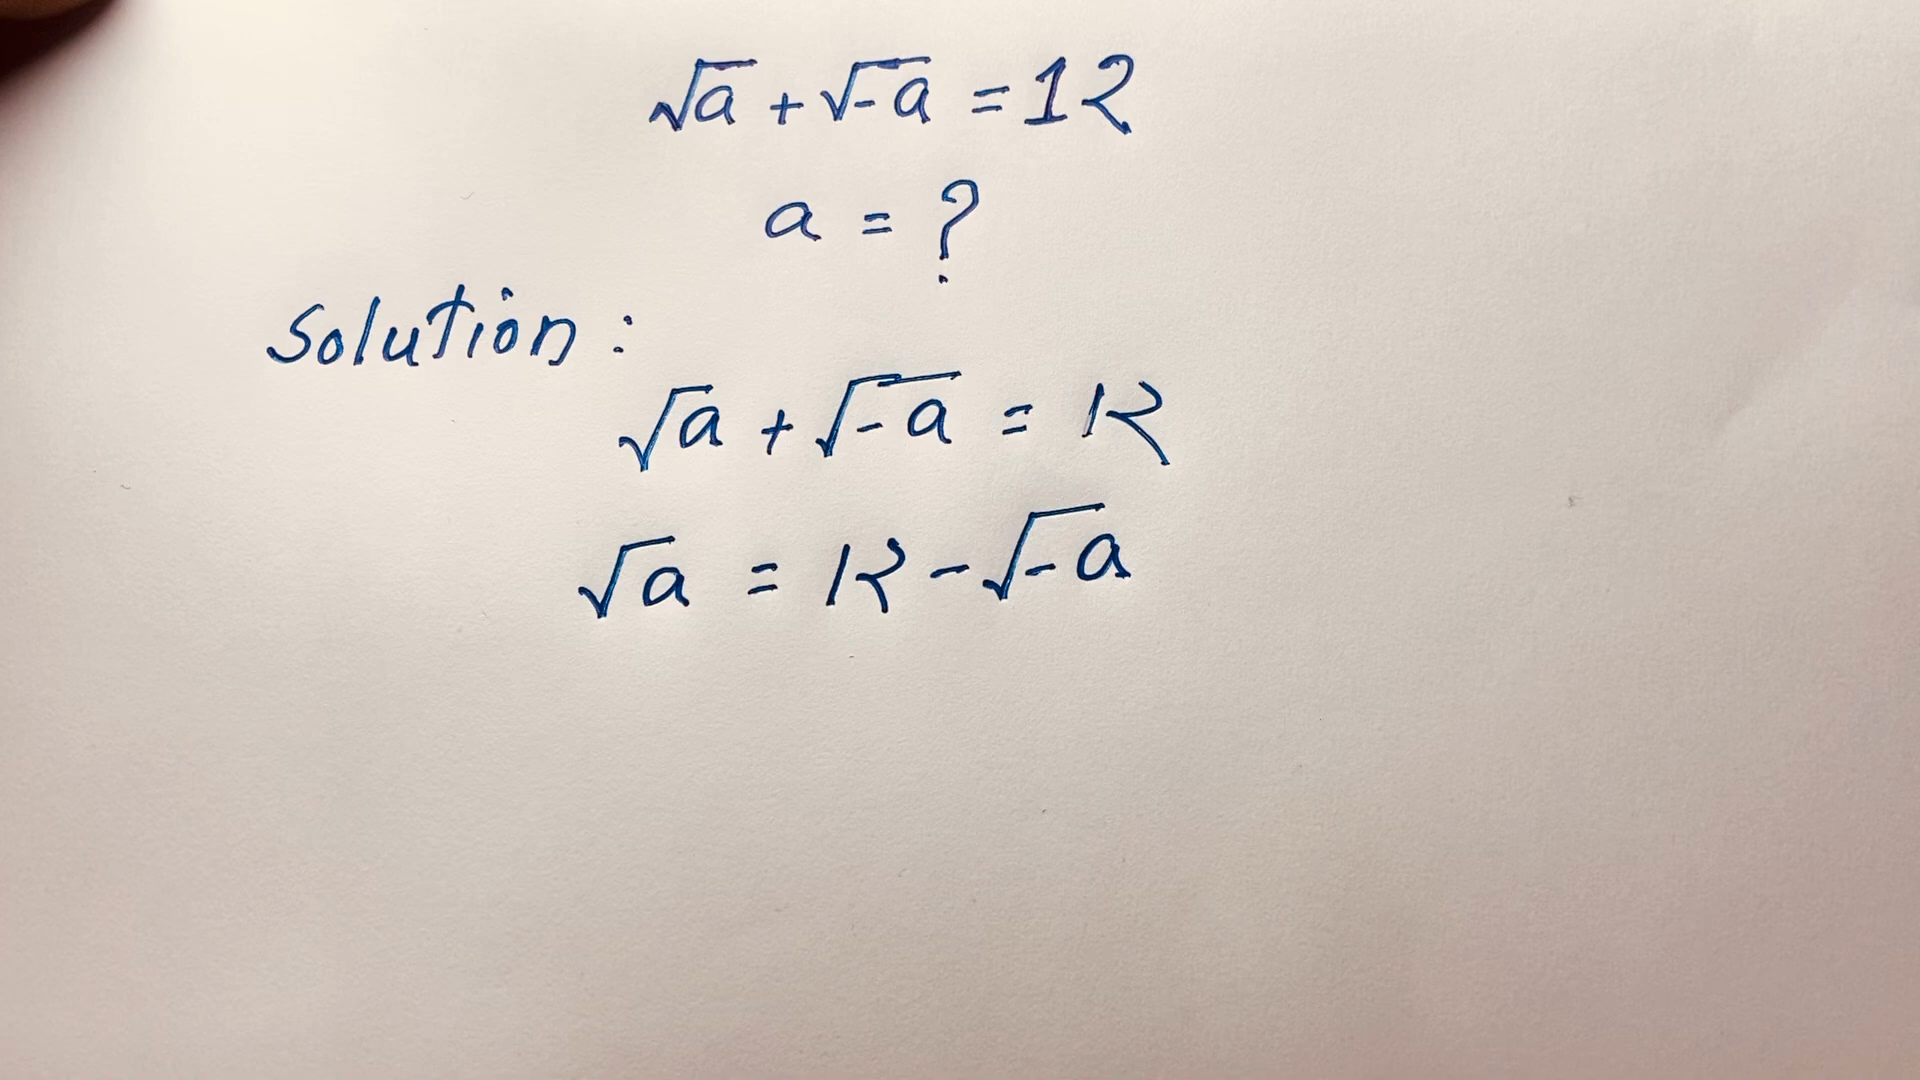 √a + √-a = 12
a = ?
Solution :
√a + √-a = 12
√a = 12 - √-a